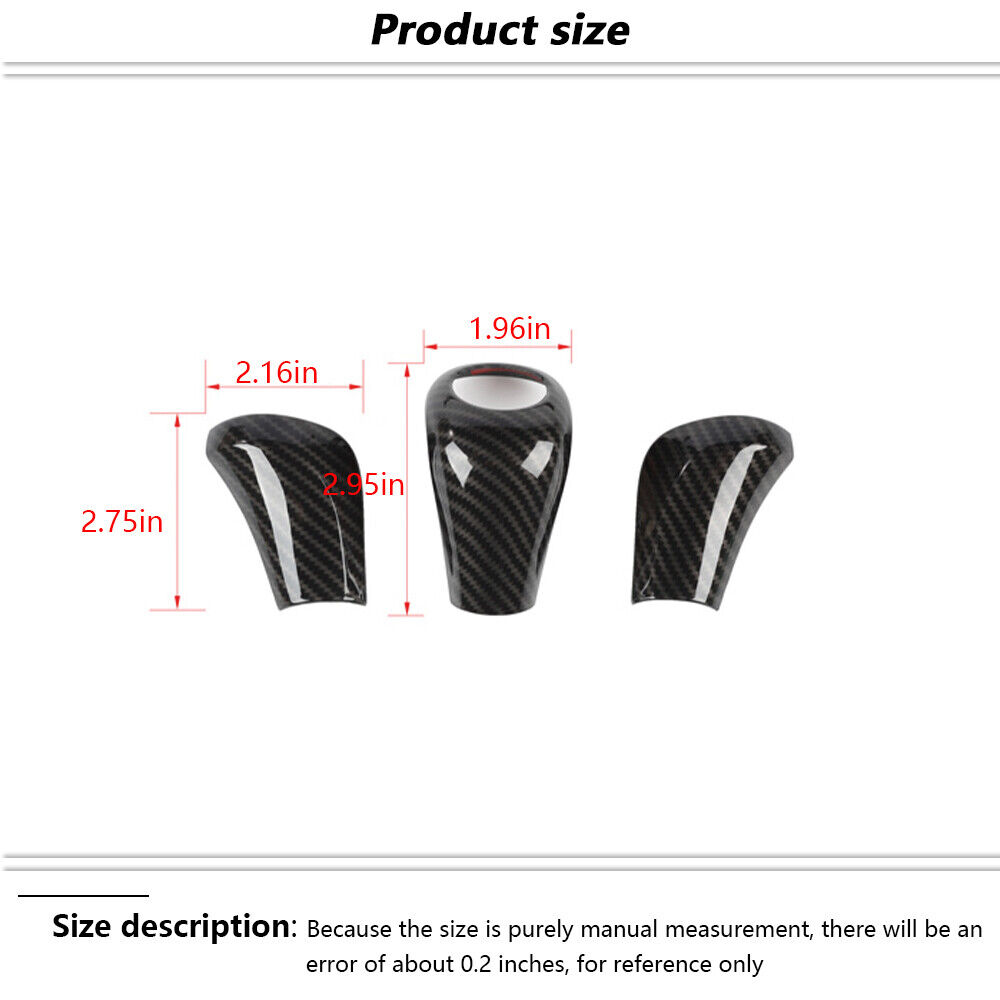 Product size
1.96in
2.16in
2.95in
2.75in
Size description: Because the size is purely manual measurement, there will be an
error of about 0.2 inches, for reference only